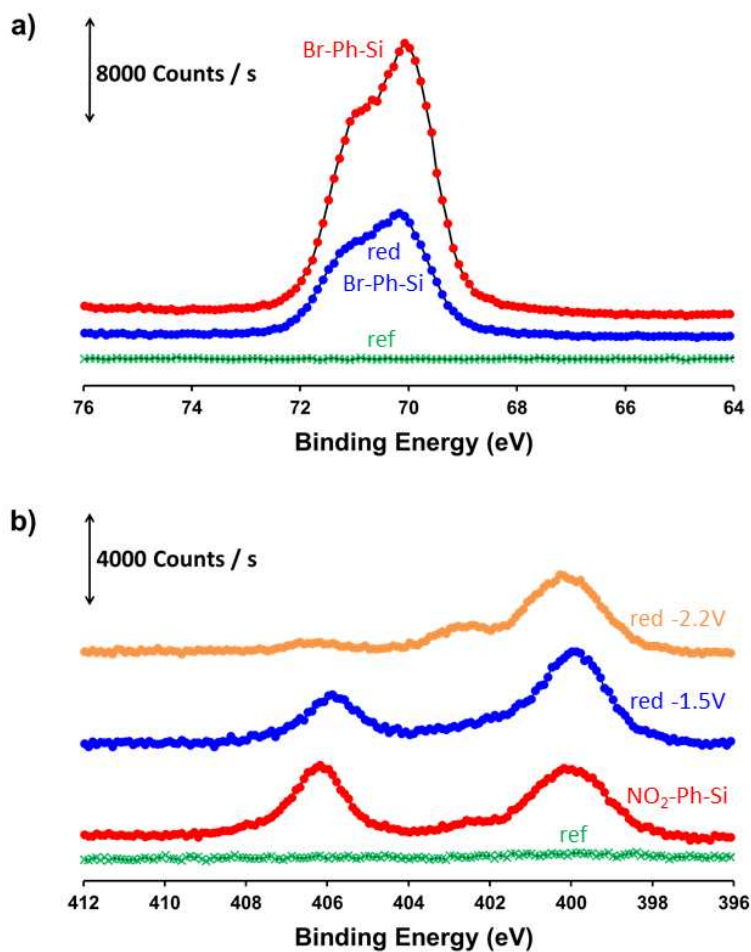 a)
8000 Counts / s
Br-Ph-Si
red
Br-Ph-Si
ref
76 74 72 70 68 66 64
Binding Energy (eV)
b)
4000 Counts / s
red -2.2V
red -1.5V
NO₂-Ph-Si
ref
412 410 408 406 404 402 400 398 396
Binding Energy (eV)